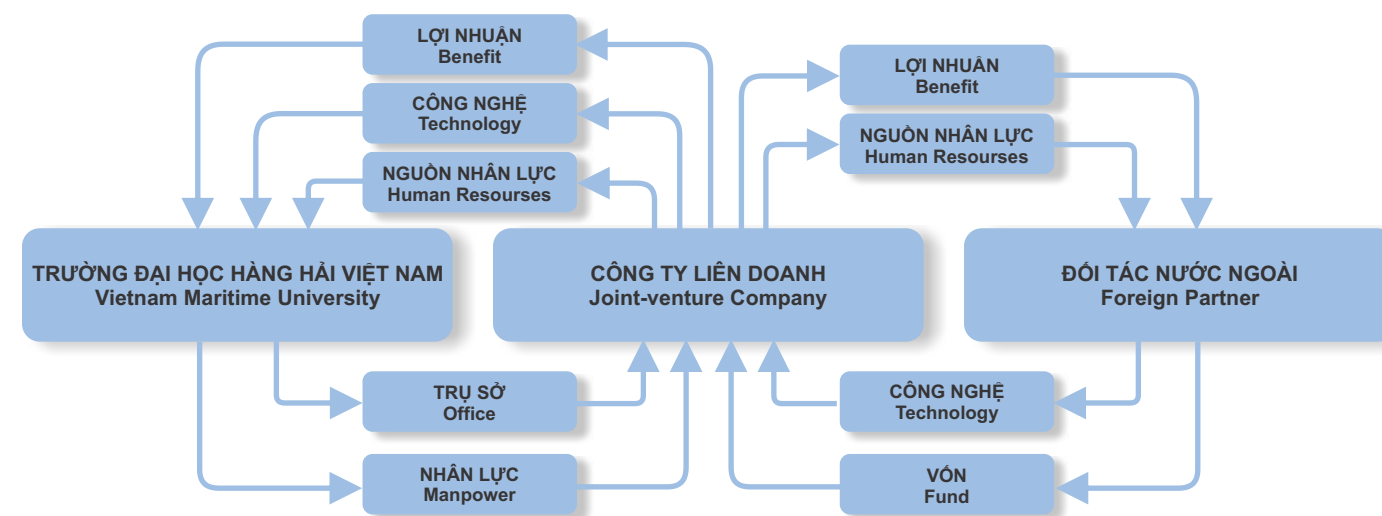 LỢI NHUẬN
Benefit
CÔNG NGHỆ
Technology
NGUỒN NHÂN LỰC
Human Resourses
LỢI NHUẬN
Benefit
NGUỒN NHÂN LỰC
Human Resourses
TRƯỜNG ĐẠI HỌC HÀNG HẢI VIỆT NAM
Vietnam Maritime University
CÔNG TY LIÊN DOANH
Joint-venture Company
ĐỐI TÁC NƯỚC NGOÀI
Foreign Partner
TRỤ SỞ
Office
NHÂN LỰC
Manpower
CÔNG NGHỆ
Technology
VỐN
Fund